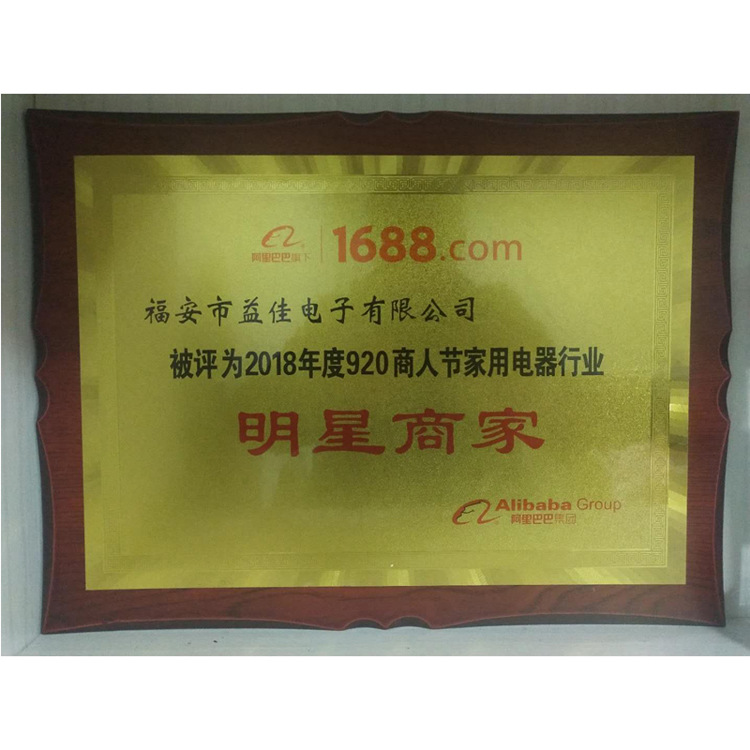 阿里巴巴旗下 1688.com
福安市益佳电子有限公司
被评为2018年度920商人节家用电器行业
明星商家
Alibaba Group
阿里巴巴集团